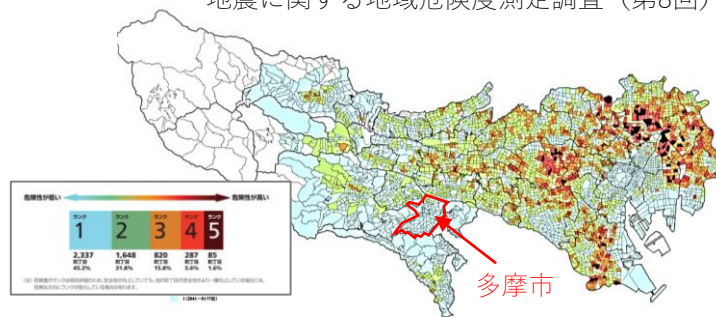 地震に関する地域危険度測定調査（第8回）
危険性が低い 危険性が高い
ランク ランク ランク ランク ランク
1 2 3 4 5
2,337 1,648 820 287 85
町丁目 町丁目 町丁目 町丁目 町丁目
45.2% 31.8% 15.8% 5.6% 1.6%
多摩市